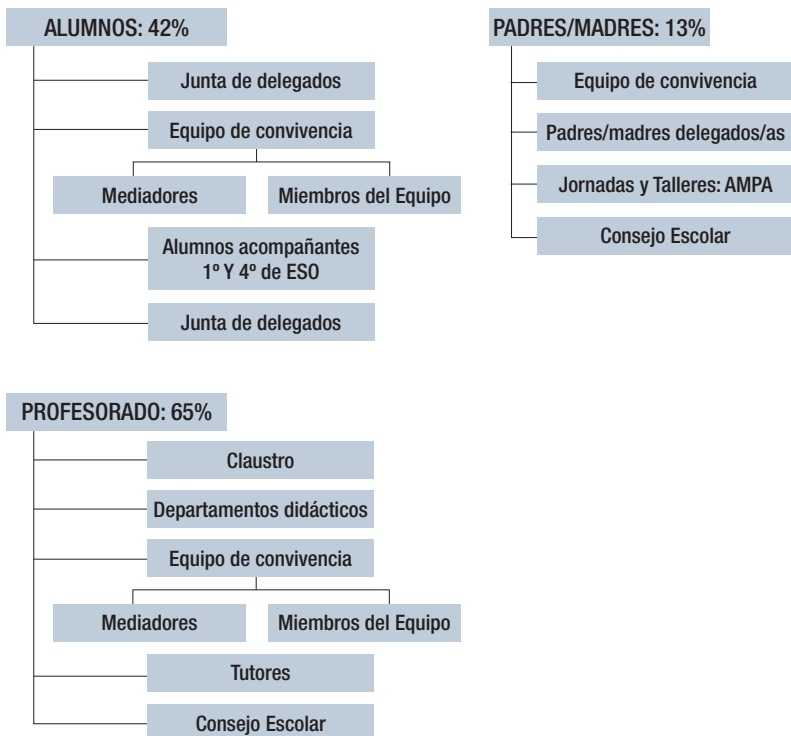 ALUMNOS: 42%
Junta de delegados
Equipo de convivencia
Mediadores
Miembros del Equipo
Alumnos acompañantes
1º Y 4º de ESO
Junta de delegados
PADRES/MADRES: 13%
Equipo de convivencia
Padres/madres delegados/as
Jornadas y Talleres: AMPA
Consejo Escolar
PROFESORADO: 65%
Claustro
Departamentos didácticos
Equipo de convivencia
Mediadores
Miembros del Equipo
Tutores
Consejo Escolar